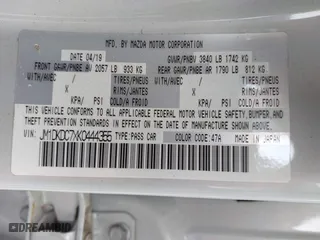 MFD. BY MAZDA MOTOR CORPORATION
DATE 04/19 GVWR/PNBV 3840 LB 1742 KG
FRONT GAWR/PNBE AV 2057 LB 933 KG REAR GAWR/PNBE AR 1790 LB 812 KG
WITH/AVEC TIRES/PNEUS WITH/AVEC TIRES/PNEUS
X RIMS/JANTES X RIMS/JANTES
KPA/ PSI COLD/A FROID KPA/ PSI COLD/A FROID
THIS VEHICLE CONFORMS TO ALL APPLICABLE FEDERAL MOTOR VEHICLE SAFETY, BUMPER, AND
THEFT PREVENTION STANDARDS IN EFFECT ON THE DATE OF MANUFACTURE SHOWN ABOVE.
JM1DKDC7XK0444355 TYPE:PASS CAR COLOR CODE:47A MADE IN JAPAN
DREAMBID